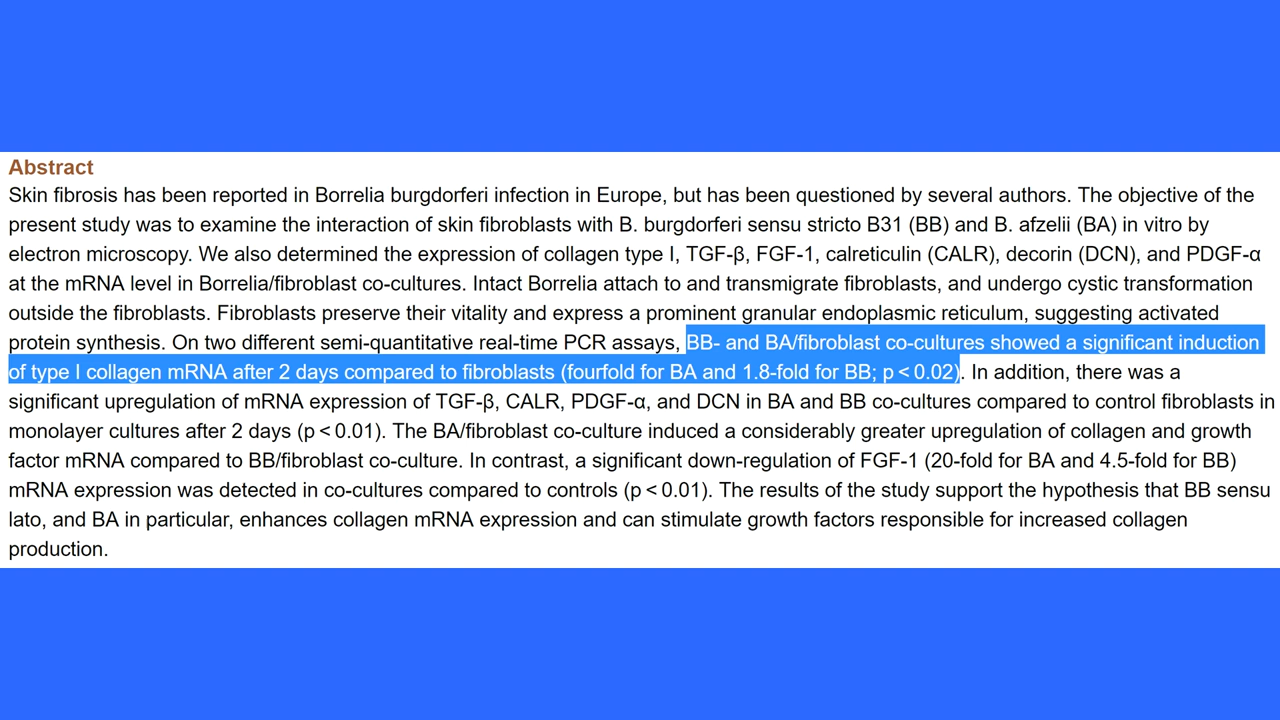 Abstract
Skin fibrosis has been reported in Borrelia burgdorferi infection in Europe, but has been questioned by several authors. The objective of the
present study was to examine the interaction of skin fibroblasts with B. burgdorferi sensu stricto B31 (BB) and B. afzelii (BA) in vitro by
electron microscopy. We also determined the expression of collagen type I, TGF-β, FGF-1, calreticulin (CALR), decorin (DCN), and PDGF-α
at the mRNA level in Borrelia/fibroblast co-cultures. Intact Borrelia attach to and transmigrate fibroblasts, and undergo cystic transformation
outside the fibroblasts. Fibroblasts preserve their vitality and express a prominent granular endoplasmic reticulum, suggesting activated
protein synthesis. On two different semi-quantitative real-time PCR assays, BB- and BA/fibroblast co-cultures showed a significant induction
of type I collagen mRNA after 2 days compared to fibroblasts (fourfold for BA and 1.8-fold for BB; p < 0.02). In addition, there was a
significant upregulation of mRNA expression of TGF-β, CALR, PDGF-α, and DCN in BA and BB co-cultures compared to control fibroblasts in
monolayer cultures after 2 days (p < 0.01). The BA/fibroblast co-culture induced a considerably greater upregulation of collagen and growth
factor mRNA compared to BB/fibroblast co-culture. In contrast, a significant down-regulation of FGF-1 (20-fold for BA and 4.5-fold for BB)
mRNA expression was detected in co-cultures compared to controls (p < 0.01). The results of the study support the hypothesis that BB sensu
lato, and BA in particular, enhances collagen mRNA expression and can stimulate growth factors responsible for increased collagen
production.